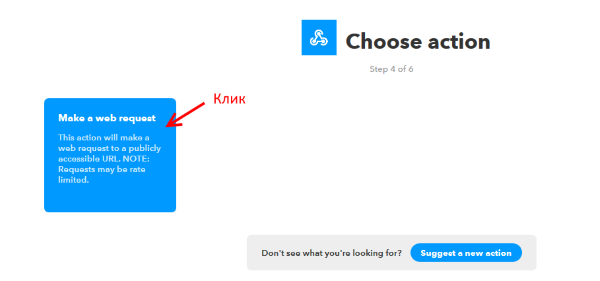 Choose action
Step 4 of 6
Клик
Make a web request
This action will make a
web request to a publicly
accessible URL. NOTE:
Requests may be rate
limited.
Don't see what you're looking for?
Suggest a new action